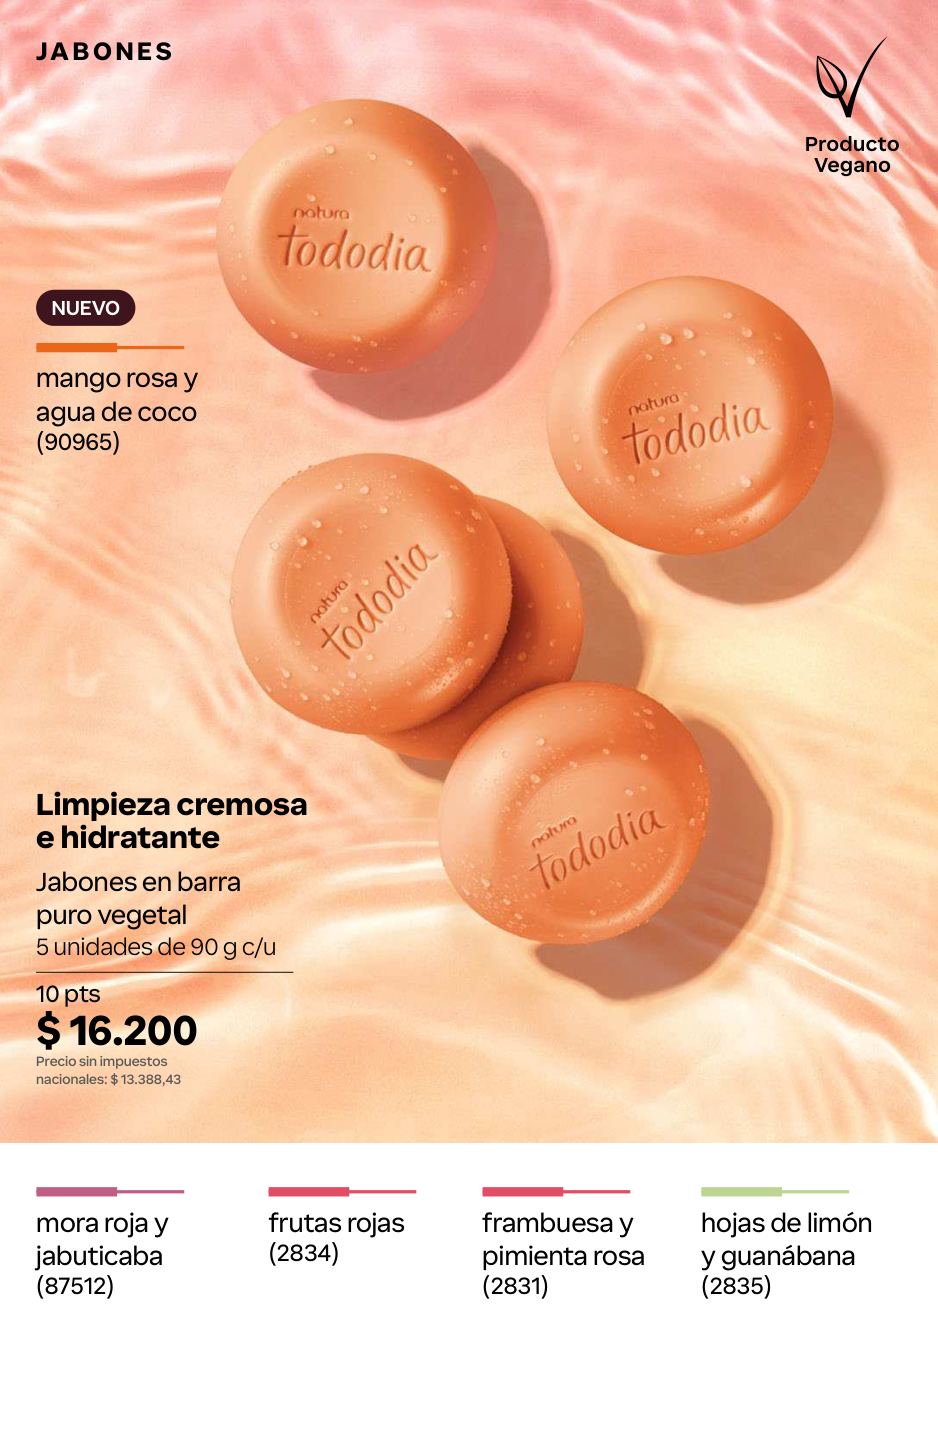 JABONES
Producto
Vegano
natura
tododia
NUEVO
mango rosa y
agua de coco
(90965)
natura
tododia
natura
tododia
natura
tododia
Limpieza cremosa
e hidratante
Jabones en barra
puro vegetal
5 unidades de 90 g c/u
10 pts
$ 16.200
Precio sin impuestos
nacionales: $ 13.388,43
mora roja y
jabuticaba
(87512)
frutas rojas
(2834)
frambuesa y
pimienta rosa
(2831)
hojas de limón
y guanábana
(2835)